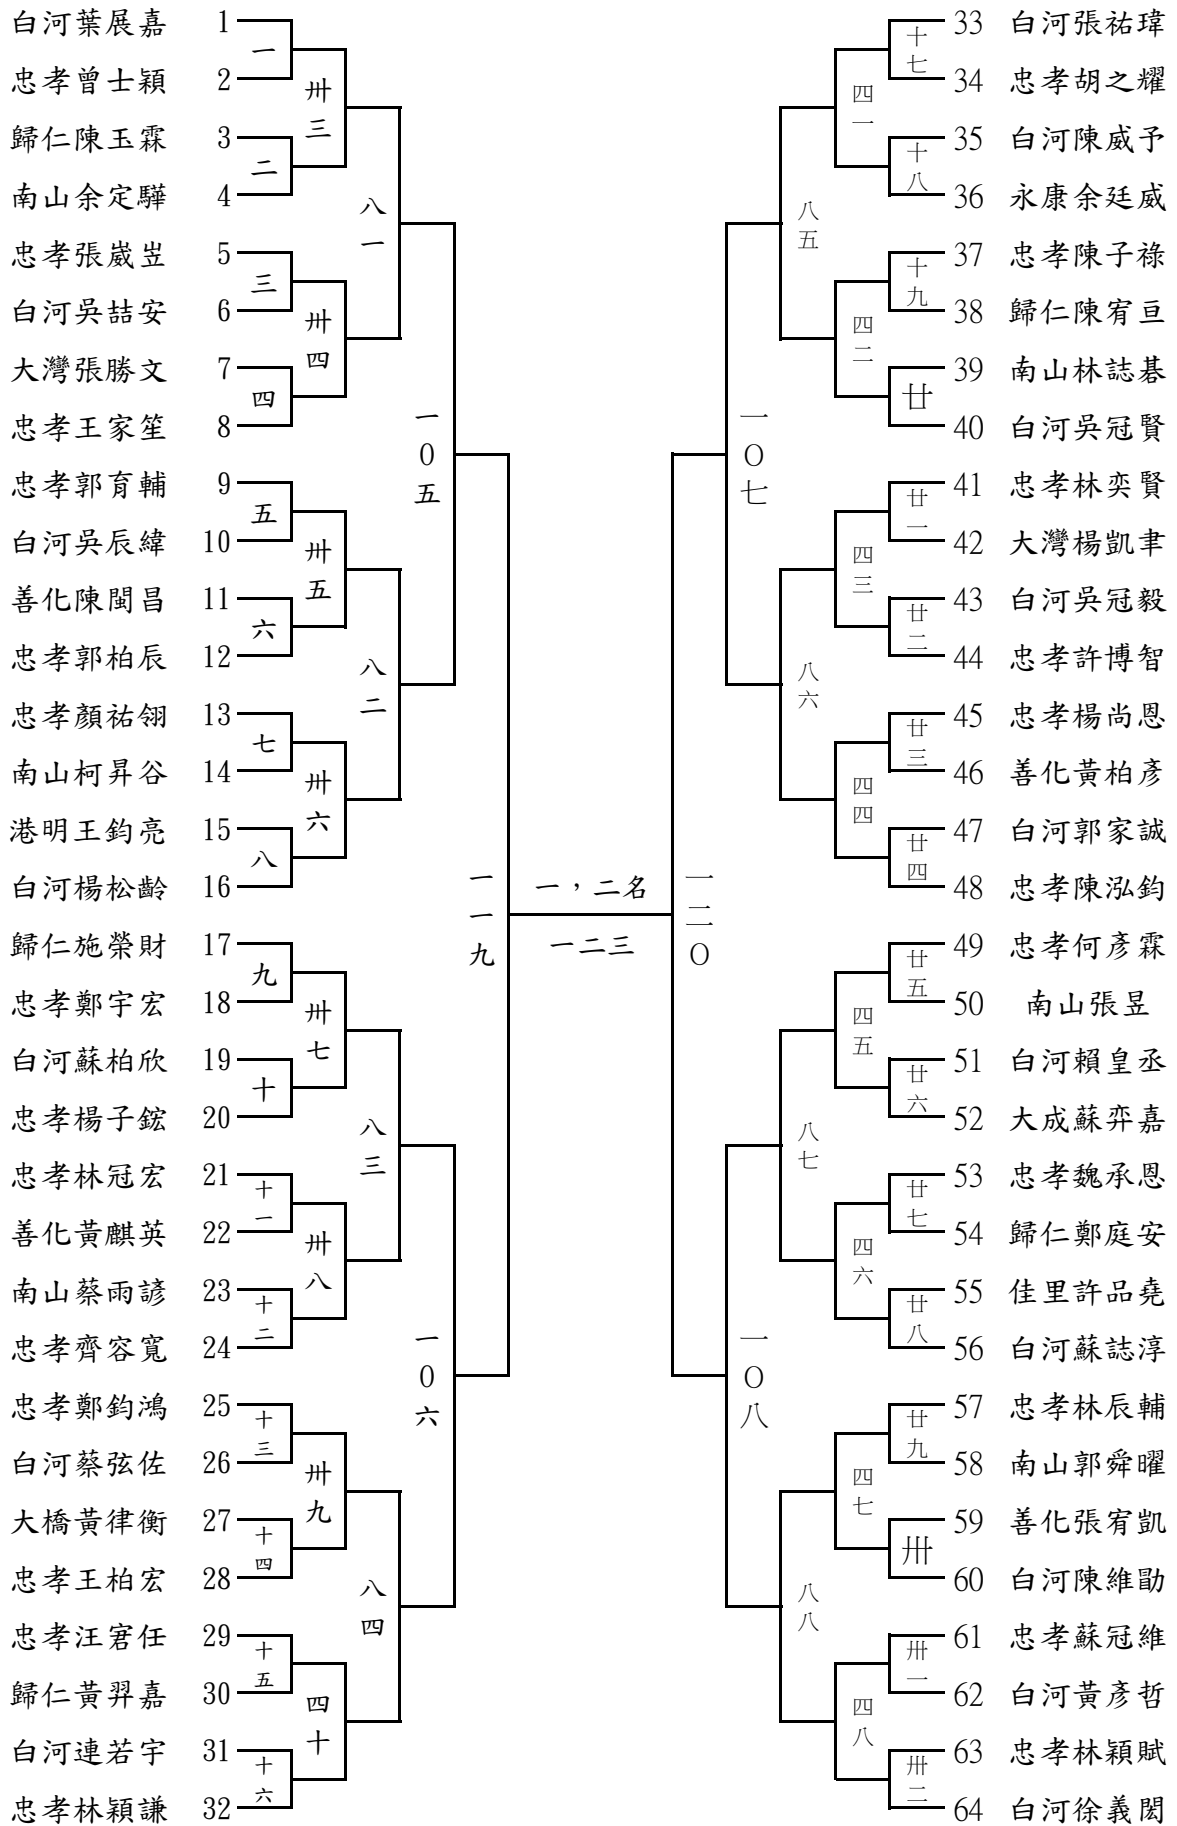 白河葉展嘉 1
一
忠孝曾士穎 2
卅三
歸仁陳玉霖 3
二
南山余定驊 4
八一
忠孝張崴岦 5
三
白河吳喆安 6
卅四
大灣張勝文 7
四
忠孝王家笙 8
一0五
忠孝郭育輔 9
五
白河吳辰緯 10
卅五
善化陳閩昌 11
六
忠孝郭柏辰 12
八二
忠孝顏祐翎 13
七
南山柯昇谷 14
卅六
港明王鈞亮 15
八
白河楊松齡 16
一一九
歸仁施榮財 17
九
忠孝鄭宇宏 18
卅七
白河蘇柏欣 19
十
忠孝楊子鋐 20
八三
忠孝林冠宏 21
十一
善化黃麒英 22
卅八
南山蔡雨諺 23
十二
忠孝齊容寬 24
一0六
忠孝鄭鈞鴻 25
十三
白河蔡弦佐 26
卅九
大橋黃律衡 27
十四
忠孝王柏宏 28
八四
忠孝汪宭任 29
十五
歸仁黃羿嘉 30
四十
白河連若宇 31
十六
忠孝林穎謙 32
一，二名
一二三
33 白河張祐瑋
十七
34 忠孝胡之耀
四一
35 白河陳威予
十八
36 永康余廷威
八五
37 忠孝陳子祿
十九
38 歸仁陳宥亘
四二
39 南山林誌碁
廿
40 白河吳冠賢
一０七
41 忠孝林奕賢
廿一
42 大灣楊凱聿
四三
43 白河吳冠毅
廿二
44 忠孝許博智
八六
45 忠孝楊尚恩
廿三
46 善化黃柏彥
四四
47 白河郭家誠
廿四
48 忠孝陳泓鈞
一二０
49 忠孝何彥霖
廿五
50 南山張昱
四五
51 白河賴皇丞
廿六
52 大成蘇弈嘉
八七
53 忠孝魏承恩
廿七
54 歸仁鄭庭安
四六
55 佳里許品堯
廿八
56 白河蘇誌淳
一０八
57 忠孝林辰輔
廿九
58 南山郭舜曜
四七
59 善化張宥凱
卅
60 白河陳維勖
八八
61 忠孝蘇冠維
卅一
62 白河黃彥哲
四八
63 忠孝林穎賦
卅二
64 白河徐義閎